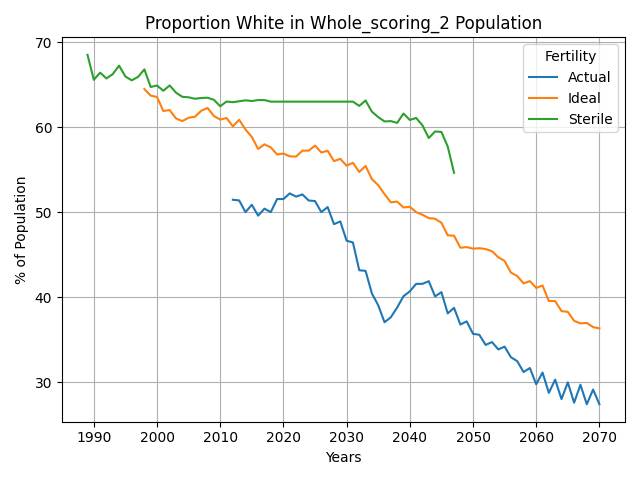 Proportion White in Whole_scoring_2 Population
70
60
50
40
30
% of Population
Fertility
Actual
Ideal
Sterile
1990 2000 2010 2020 2030 2040 2050 2060 2070
Years